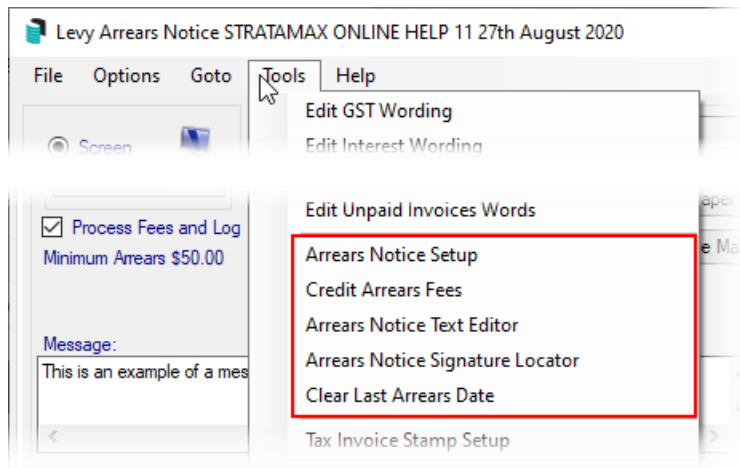 Levy Arrears Notice STRATAMAX ONLINE HELP 11 27th August 2020
File Options Goto Tools Help
Edit GST Wording
Screen
Edit Interest Wording
Edit Unpaid Invoices Words
Process Fees and Log
Minimum Arrears $50.00
Arrears Notice Setup
Credit Arrears Fees
Arrears Notice Text Editor
Message:
Arrears Notice Signature Locator
This is an example of a mes
Clear Last Arrears Date
Tax Invoice Stamp Setup